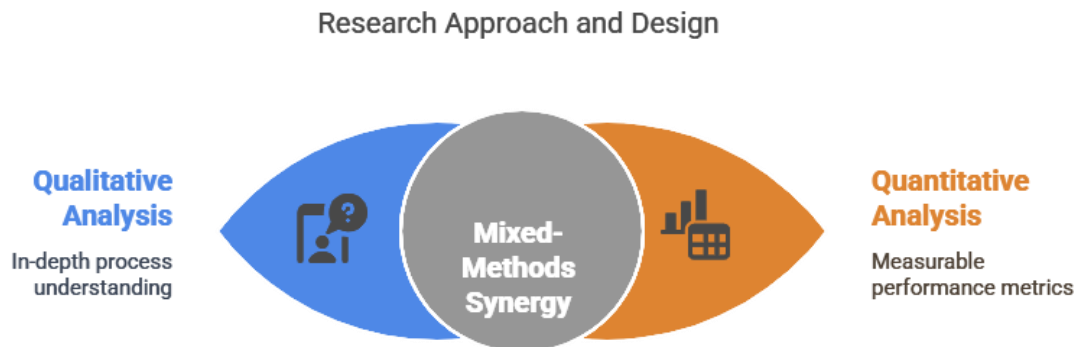 Research Approach and Design
Qualitative
Analysis
In-depth process
understanding
?
Mixed-
Methods
Synergy
Quantitative
Analysis
Measurable
performance metrics